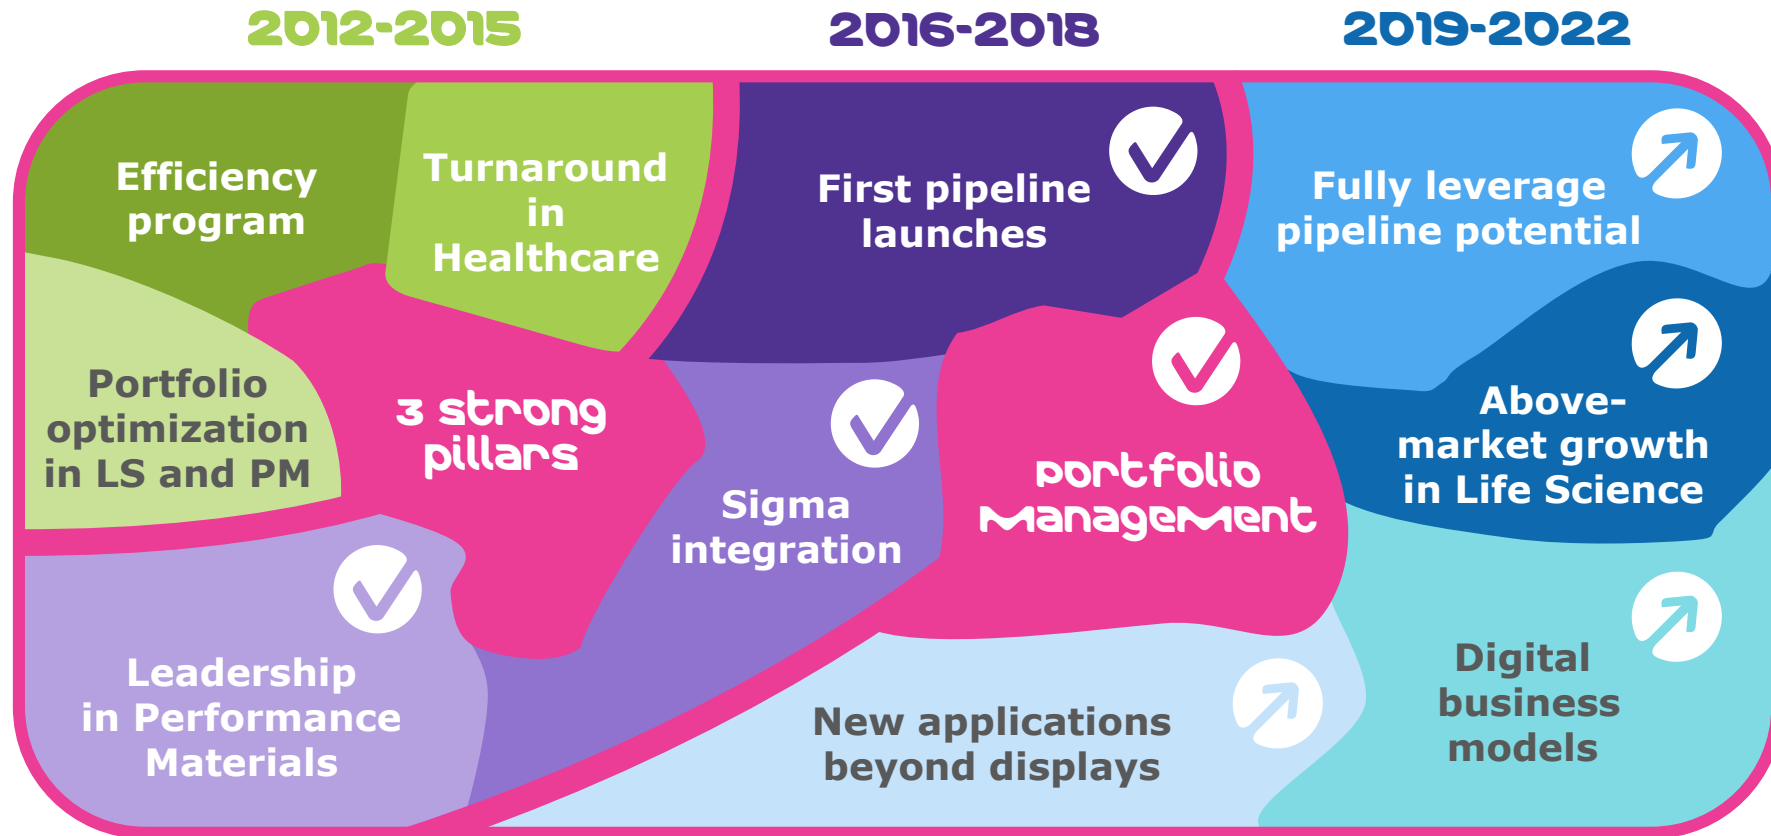 2012-2015
2016-2018
2019-2022
Efficiency
program
Turnaround
in
Healthcare
First pipeline
launches
Fully leverage
pipeline potential
Portfolio
optimization
in LS and PM
3 strong
pillars
Sigma
integration
portfolio
management
Above-
market growth
in Life Science
Leadership
in Performance
Materials
New applications
beyond displays
Digital
business
models